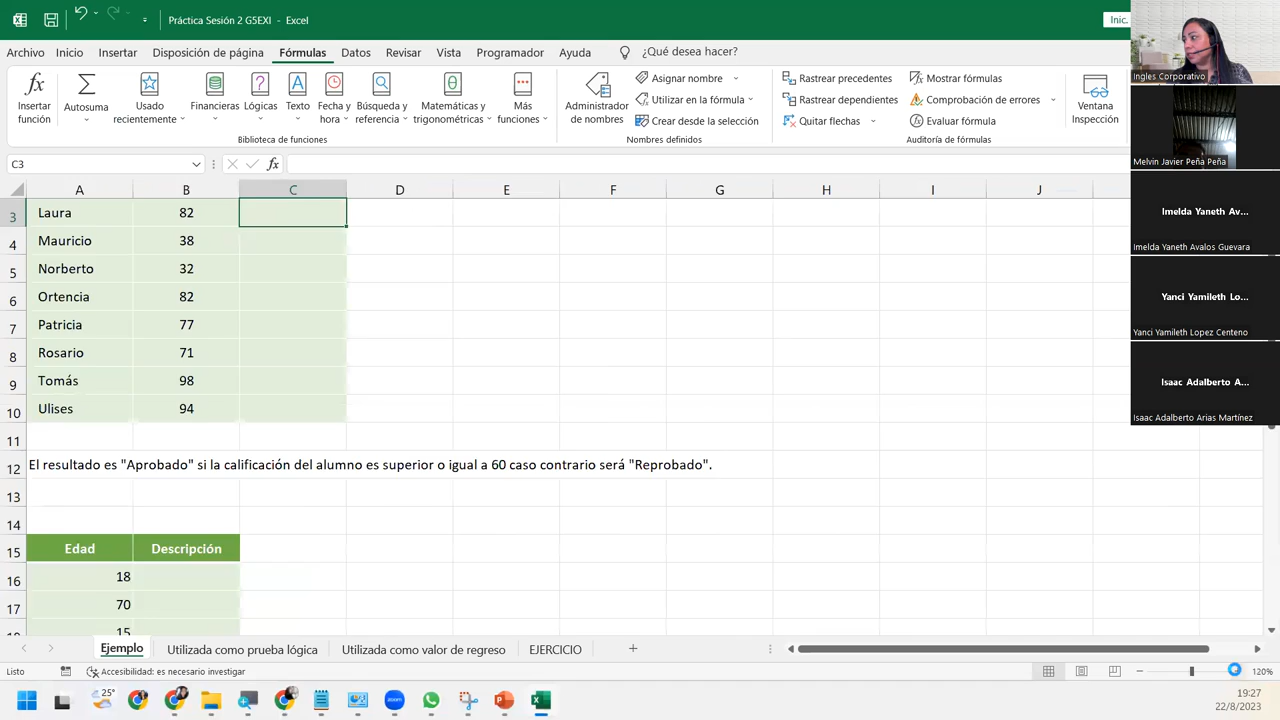 Práctica Sesión 2 G5EXI - Excel
Inic.
Archivo Inicio Disposición de página Fórmulas Datos Revisar Vista Programador Ayuda ¿Qué desea hacer?
Insertar función
Autosuma
Usado recientemente
Financieras
Lógicas
Texto
Fecha y hora
Búsqueda y referencia
Matemáticas y trigonométricas
Más funciones
Administrador de nombres
Asignar nombre
Utilizar en la fórmula
Crear desde la selección
Rastrear precedentes
Rastrear dependientes
Quitar flechas
Mostrar fórmulas
Comprobación de errores
Evaluar fórmula
Ventana Inspección
Biblioteca de funciones
Nombres definidos
Auditoría de fórmulas
C3
fx
A B C D E F G H I J
3 Laura 82
4 Mauricio 38
5 Norberto 32
6 Ortencia 82
7 Patricia 77
8 Rosario 71
9 Tomás 98
10 Ulises 94
11
12 El resultado es "Aprobado" si la calificación del alumno es superior o igual a 60 caso contrario será "Reprobado".
13
14
15 Edad Descripción
16 18
17 70
18 15
Ejemplo Utilizada como prueba lógica Utilizada como valor de regreso EJERCICIO
Listo Accesibilidad: es necesario investigar 120%
25°
19:27
22/8/2023
Ingles Corporativo
Melvin Javier Peña Peña
Imelda Yaneth Av...
Imelda Yaneth Avalos Guevara
Yanci Yamileth Lo...
Yanci Yamileth Lopez Centeno
Isaac Adalberto A...
Isaac Adalberto Arias Martínez